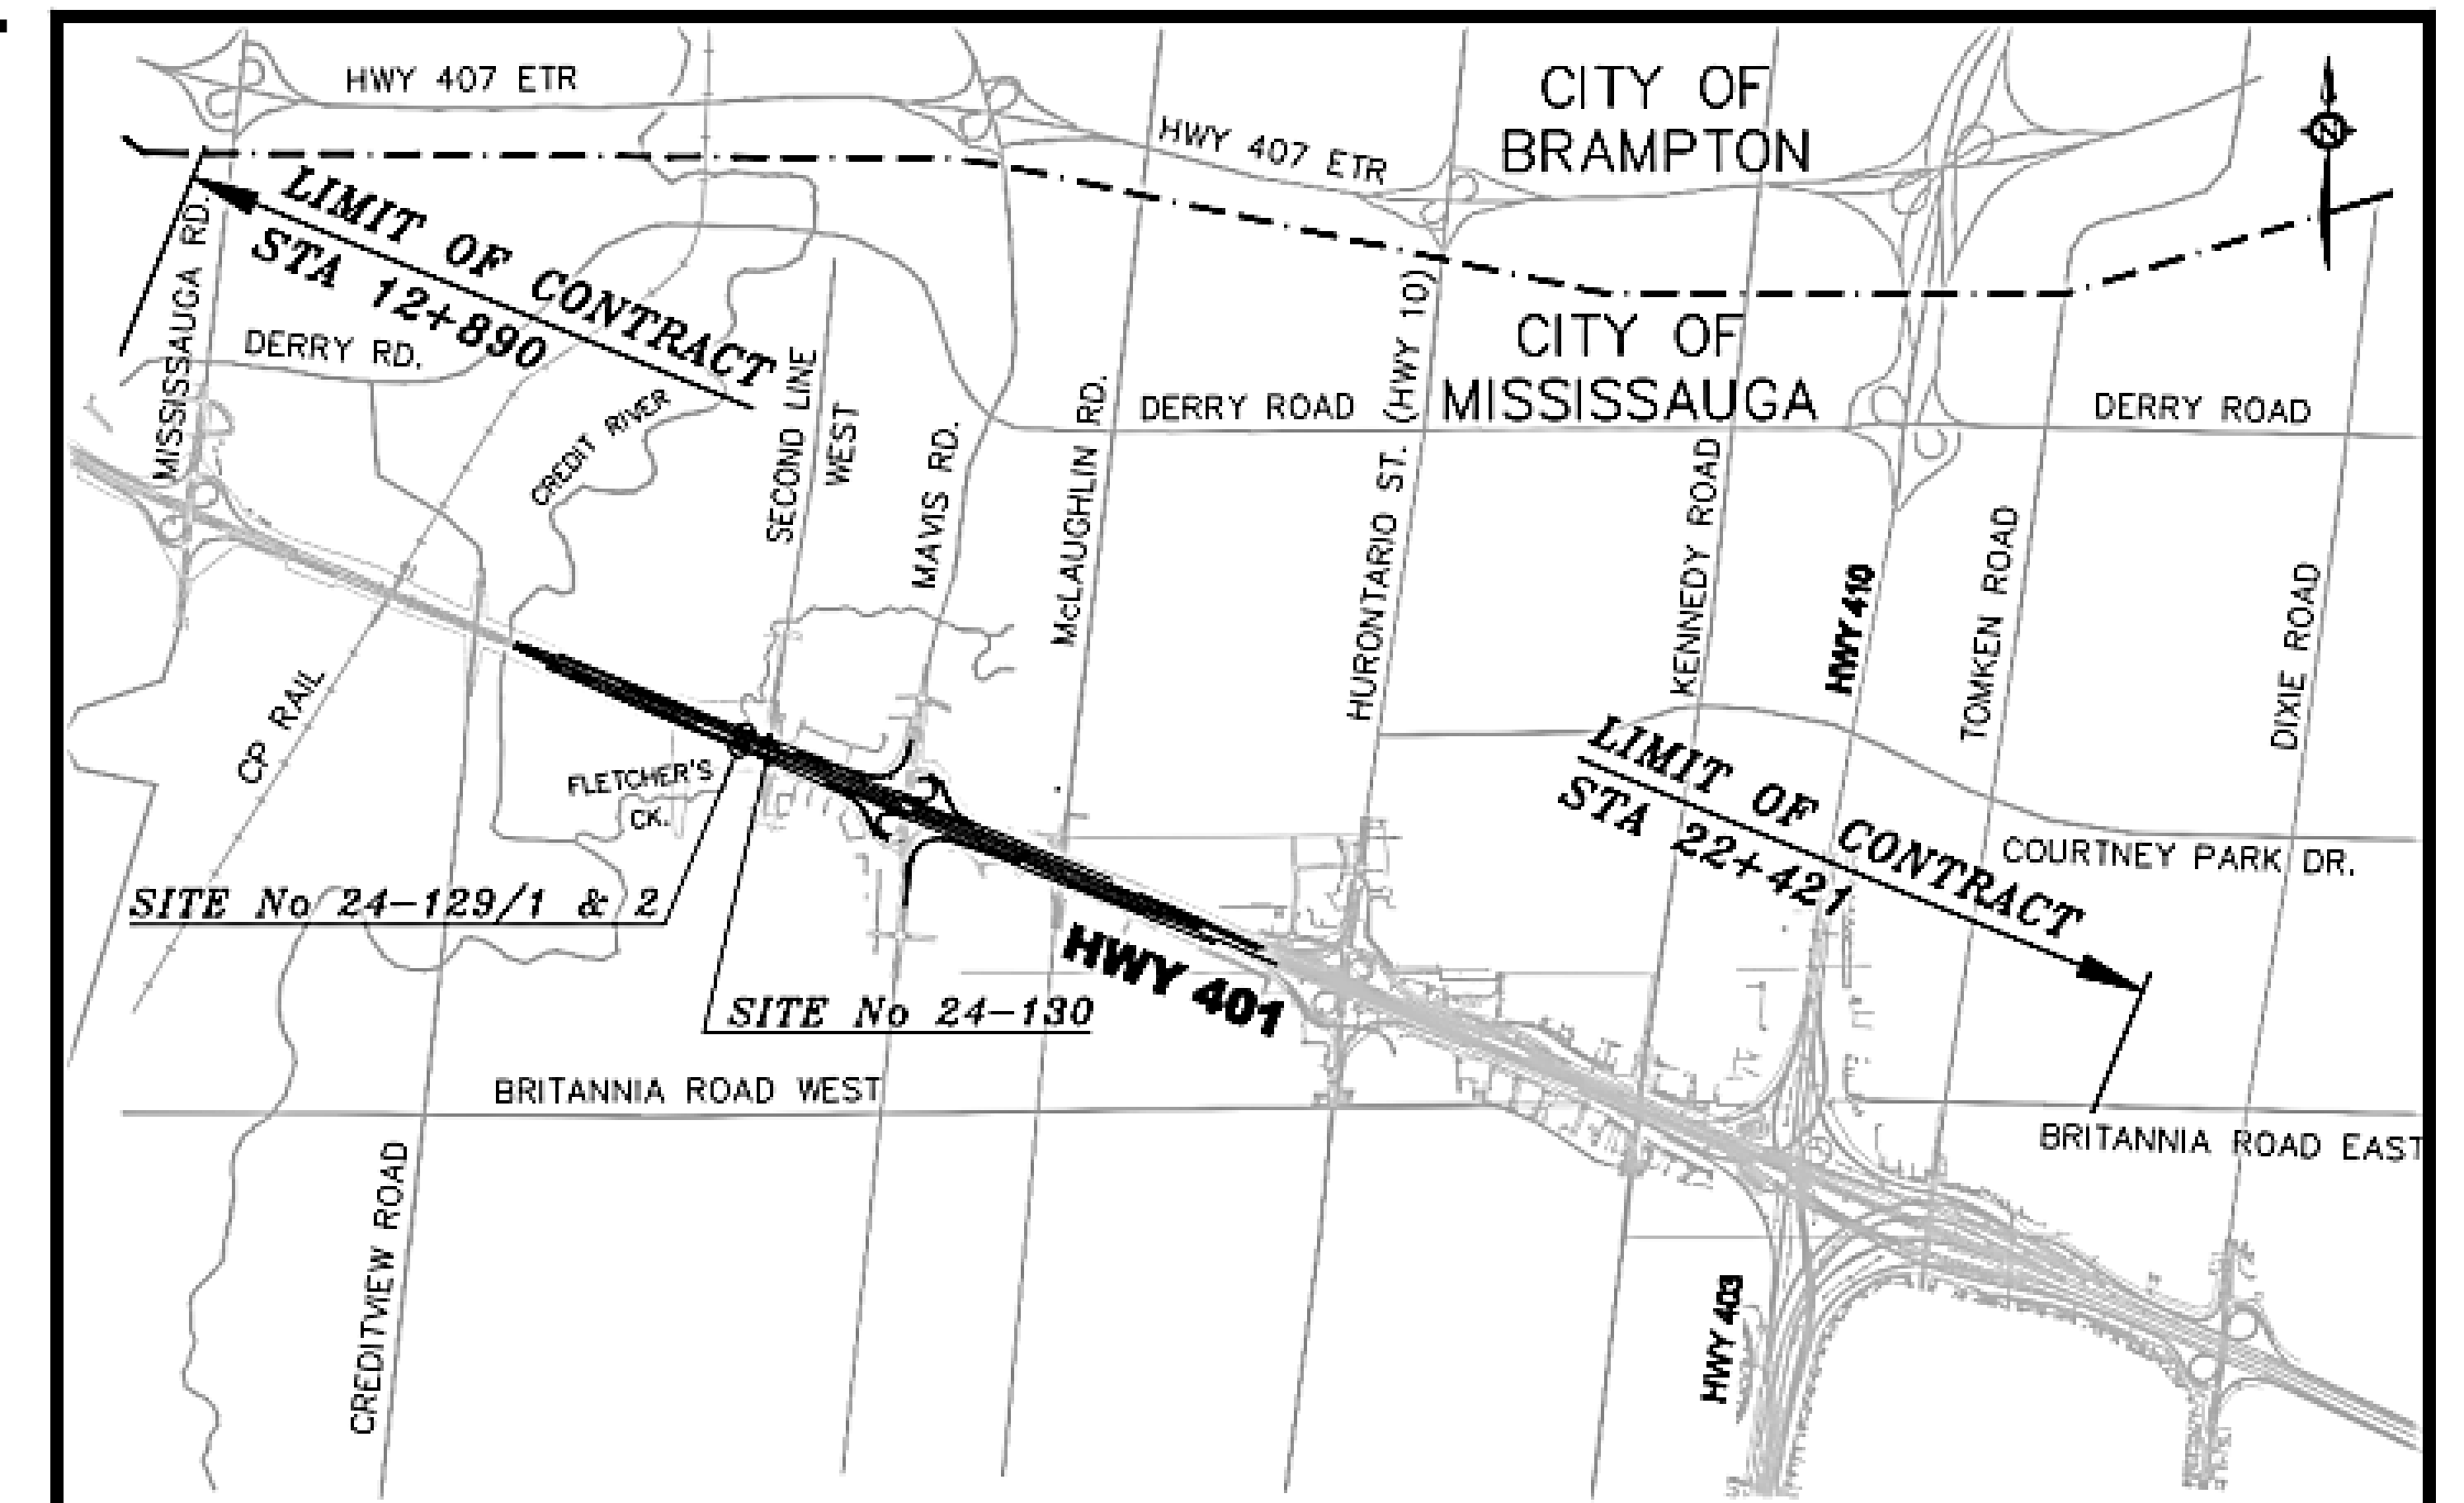 HWY 407 ETR
CITY OF
BRAMPTON
HWY 407 ETR
Z
LIMIT OF CONTRACT
STA 12+890
MISSISSAUGA RD.
DERRY RD.
CITY OF
MISSISSAUGA
CREDIT RIVER
SECOND LINE
WEST
MAVIS RD.
McLAUGHLIN RD.
DERRY ROAD
HURONTARIO ST. (HWY 10)
DERRY ROAD
KENNEDY ROAD
HWY 410
TOMKEN ROAD
DIXIE ROAD
CP RAIL
FLETCHER'S
CK.
LIMIT OF CONTRACT
STA 22+421
COURTNEY PARK DR.
SITE No 24-129/1 & 2
HWY 401
SITE No 24-130
BRITANNIA ROAD WEST
BRITANNIA ROAD EAST
CREDITVIEW ROAD
HWY 403